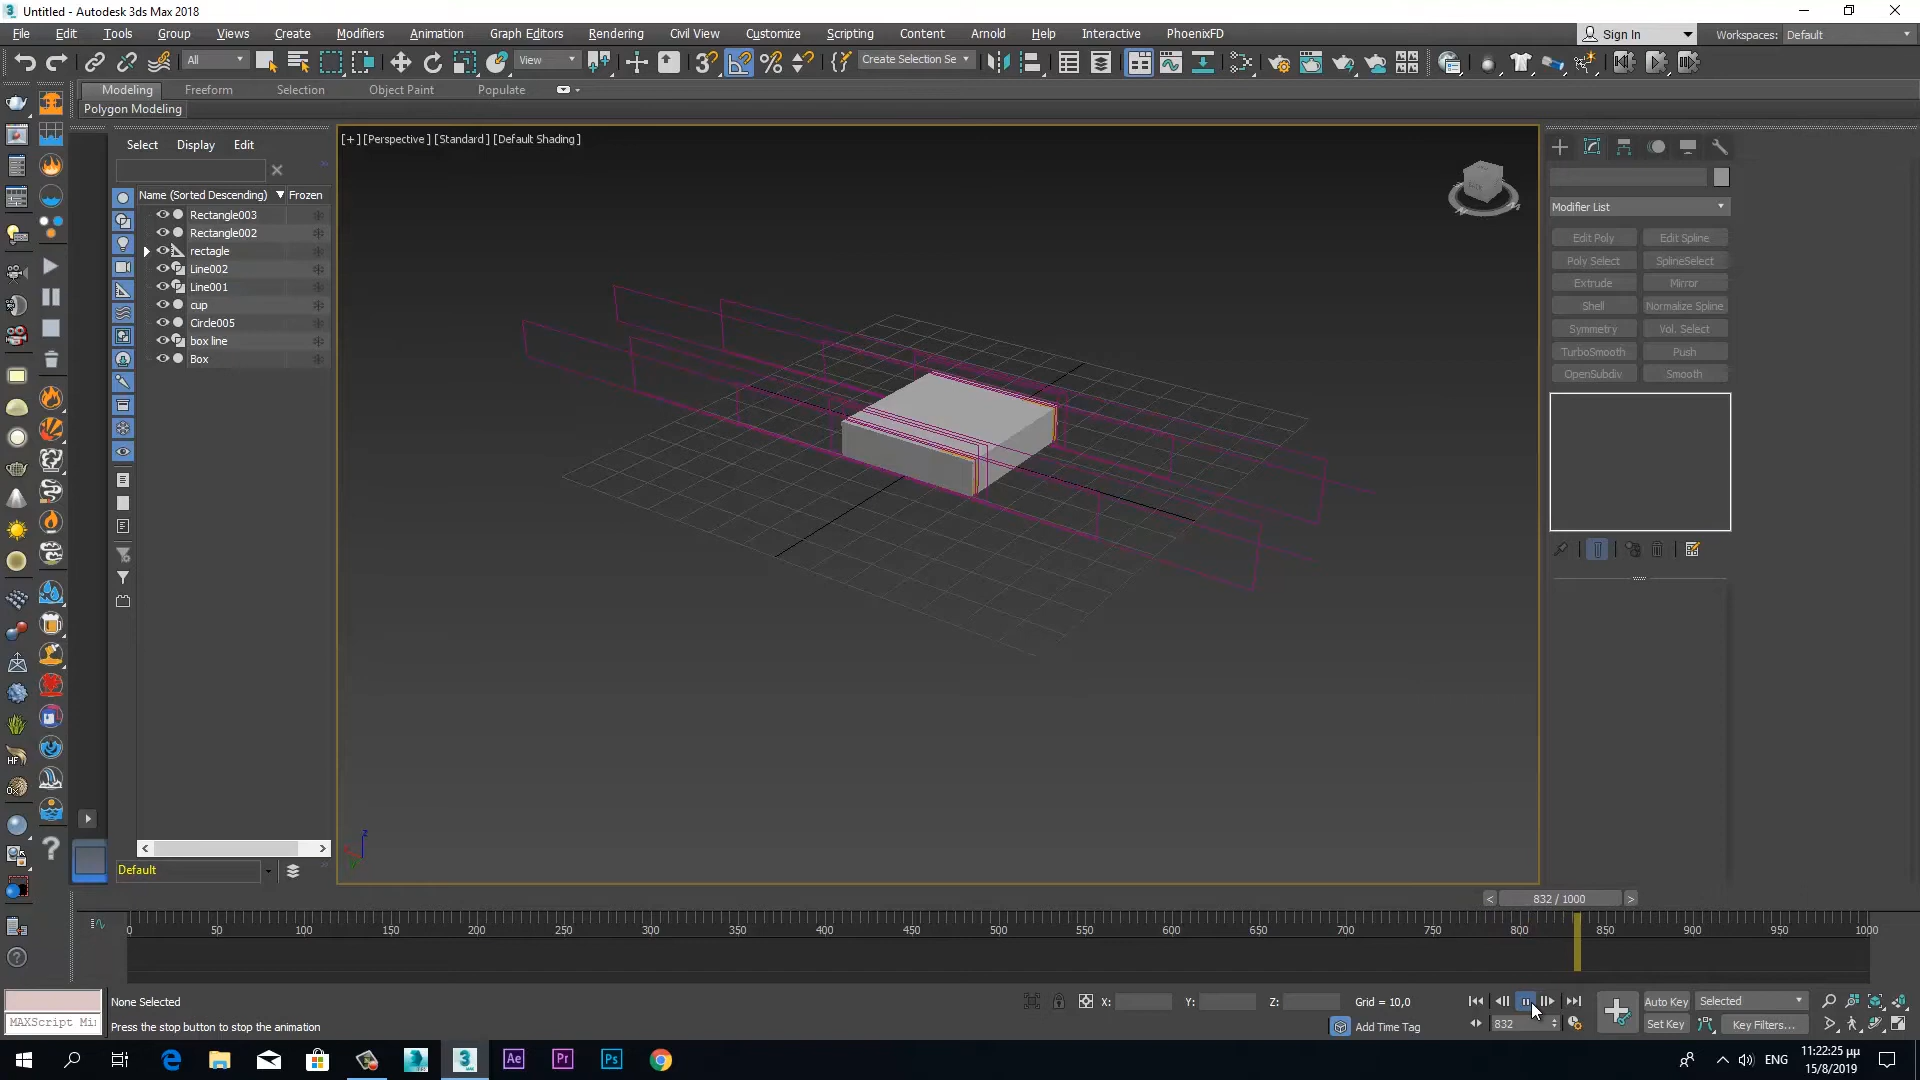 Untitled - Autodesk 3ds Max 2018
File Edit Tools Group Views Create Modifiers Animation Graph Editors Rendering Civil View Customize Scripting Content Arnold Help Interactive PhoenixFD
Sign In Workspaces: Default
All View Create Selection Se
Modeling Freeform Selection Object Paint Populate
Polygon Modeling
Select Display Edit
[+] [Perspective] [Standard] [Default Shading]
Name (Sorted Descending) Frozen
Rectangle003
Rectangle002
rectagle
Line002
Line001
cup
Circle005
box line
Box
Modifier List
Edit Poly Edit Spline
Poly Select SplineSelect
Extrude Mirror
Shell Normalize Spline
Symmetry Vol. Select
TurboSmooth Push
OpenSubdiv Smooth
HF
z
Default
< 832 / 1000 >
0 50 100 150 200 250 300 350 400 450 500 550 600 650 700 750 800 850 900 950 1000
None Selected X: Y: Z: Grid = 10,0 Auto Key Selected
MAXScript Mi Press the stop button to stop the animation Add Time Tag 832 Set Key Key Filters...
Ae Pr Ps ENG
11:22:25 μμ
15/8/2019